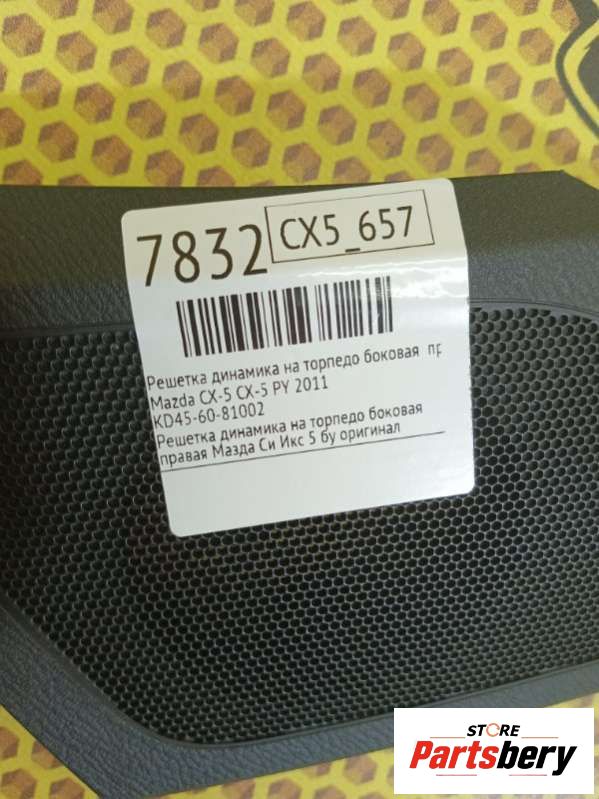 7832
CX5_657
Решетка динамика на торпедо боковая пр
Mazda CX-5 CX-5 PY 2011
KD45-60-81002
Решетка динамика на торпедо боковая
правая Мазда Си Икс 5 бу оригинал
STORE
Partsbery